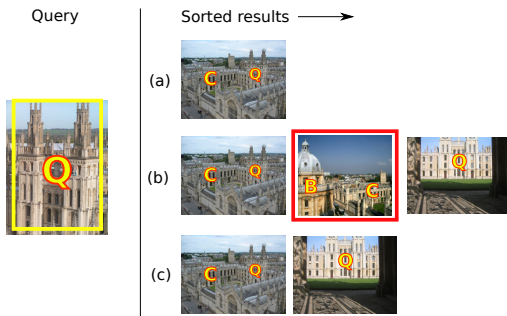 Query
Sorted results
(a)
C Q
Q
(b)
C Q
B C
Q
(c)
C Q
Q